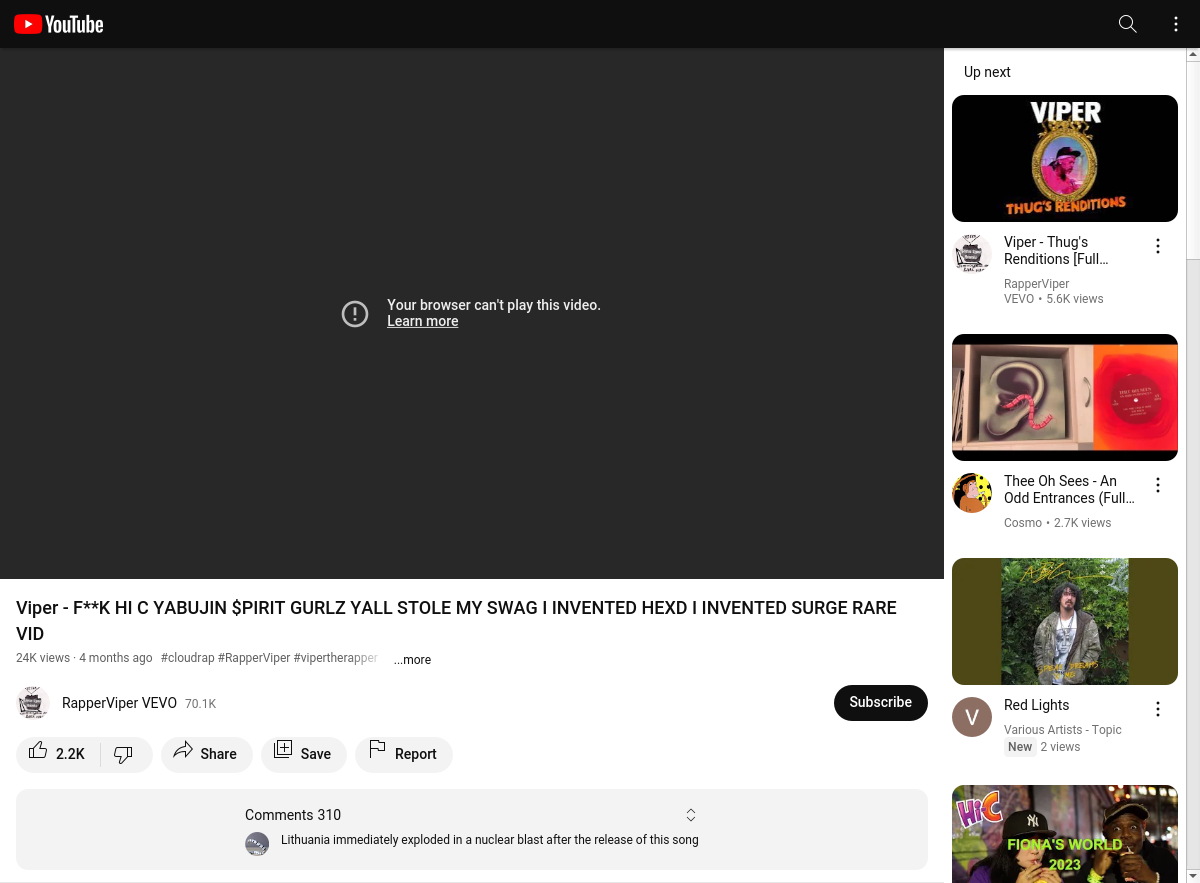 YouTube
Your browser can't play this video.
Learn more
Viper - F**K HI C YABUJIN $PIRIT GURLZ YALL STOLE MY SWAG I INVENTED HEXD I INVENTED SURGE RARE
VID
24K views · 4 months ago #cloudrap #RapperViper #vipertherapper ...more
RapperViper VEVO 70.1K
Subscribe
2.2K
Share
Save
Report
Comments 310
Lithuania immediately exploded in a nuclear blast after the release of this song
Up next
VIPER
THUG'S RENDITIONS
Viper - Thug's
Renditions [Full...
RapperViper
VEVO • 5.6K views
Thee Oh Sees - An
Odd Entrances (Full...
Cosmo • 2.7K views
V
Red Lights
Various Artists - Topic
New 2 views
Hi-C
NY
FIONA'S WORLD
2023